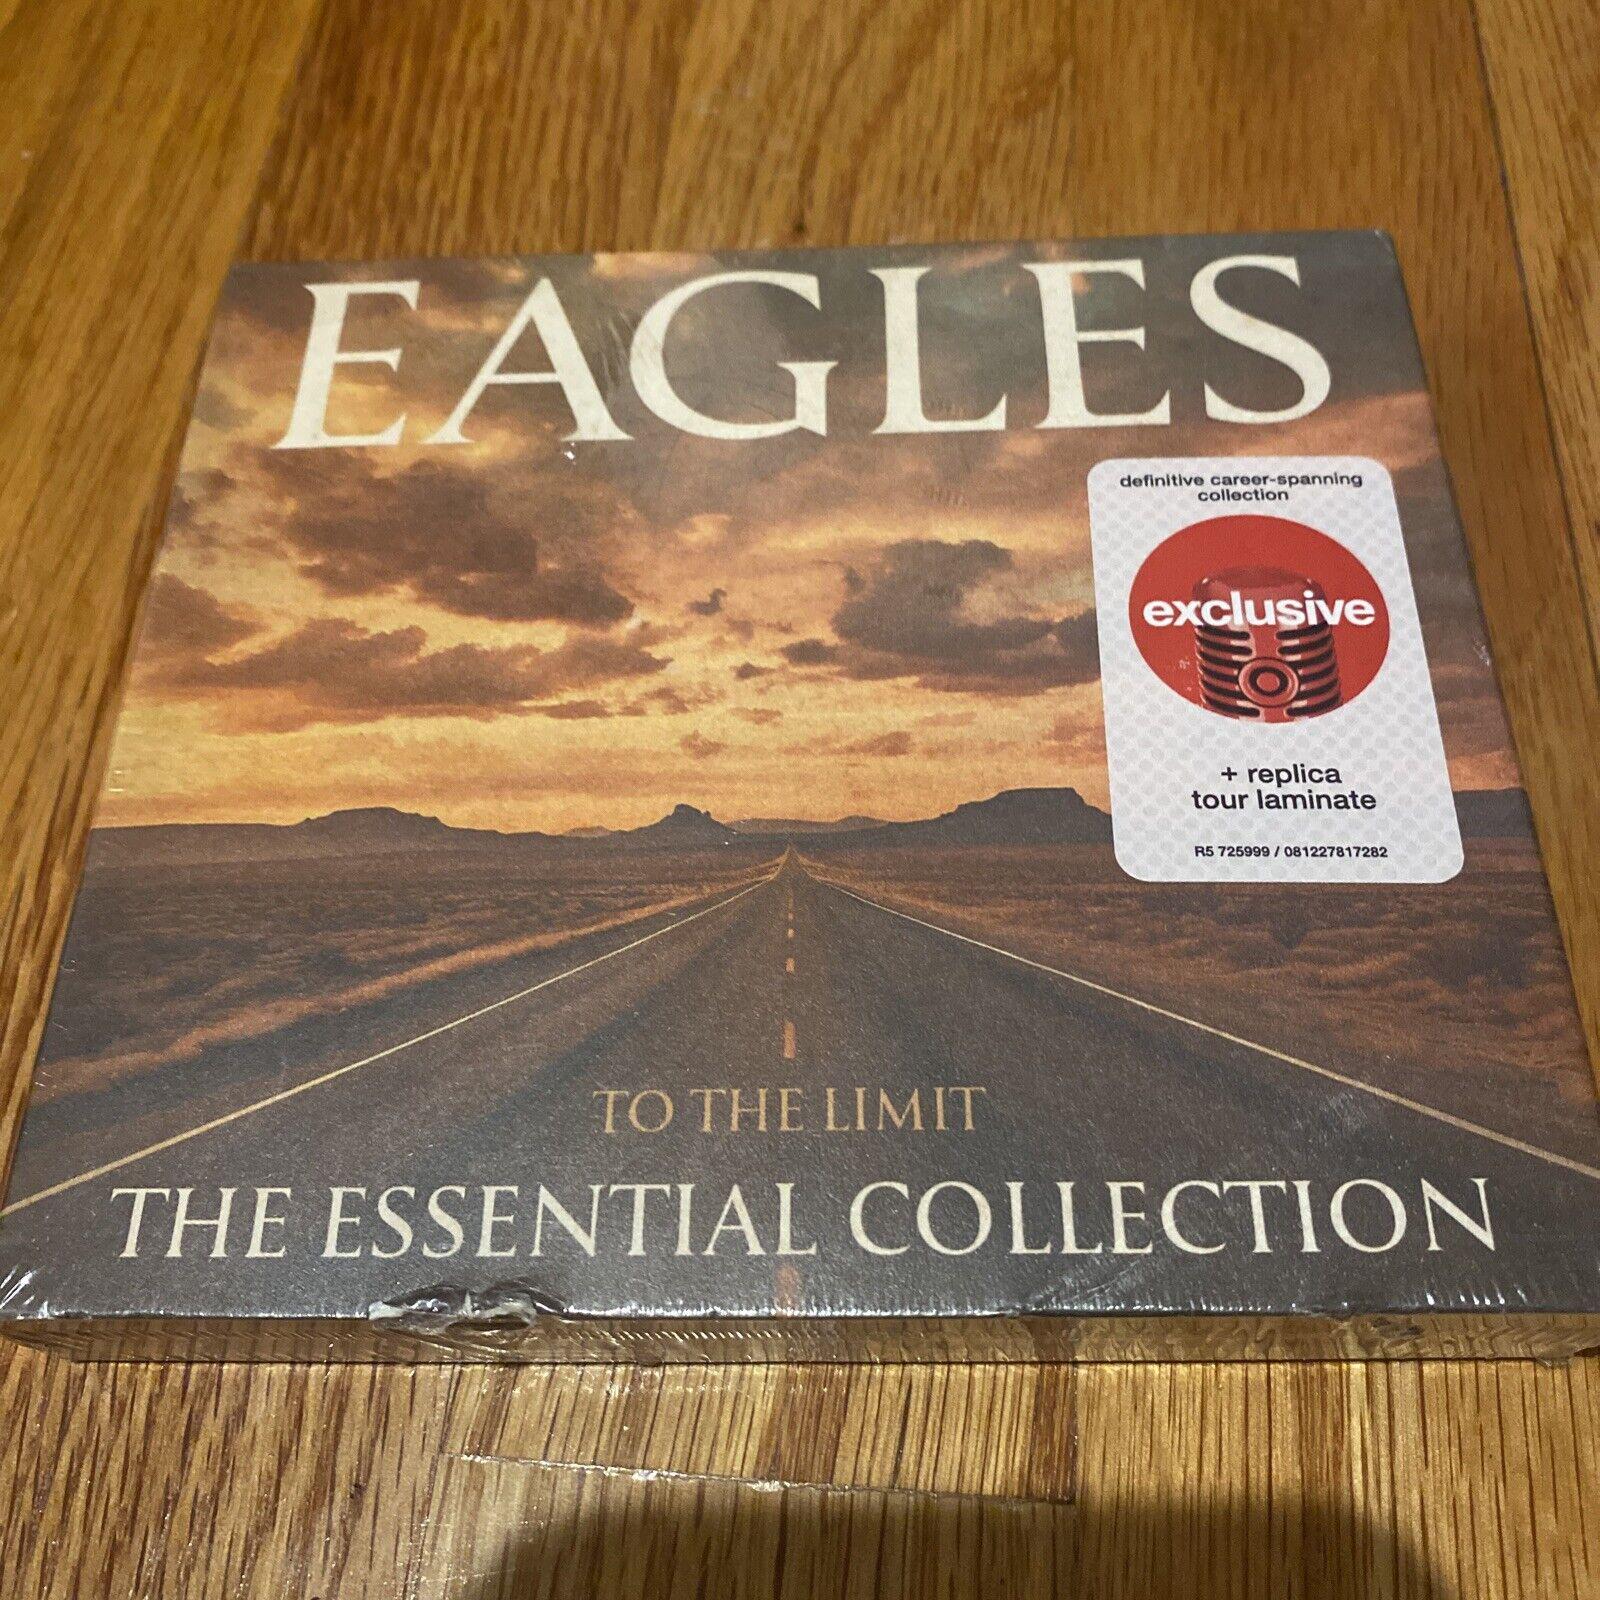 EAGLES
definitive career-spanning
collection
exclusive
+ replica
tour laminate
R5 725999 / 081227817282
TO THE LIMIT
THE ESSENTIAL COLLECTION